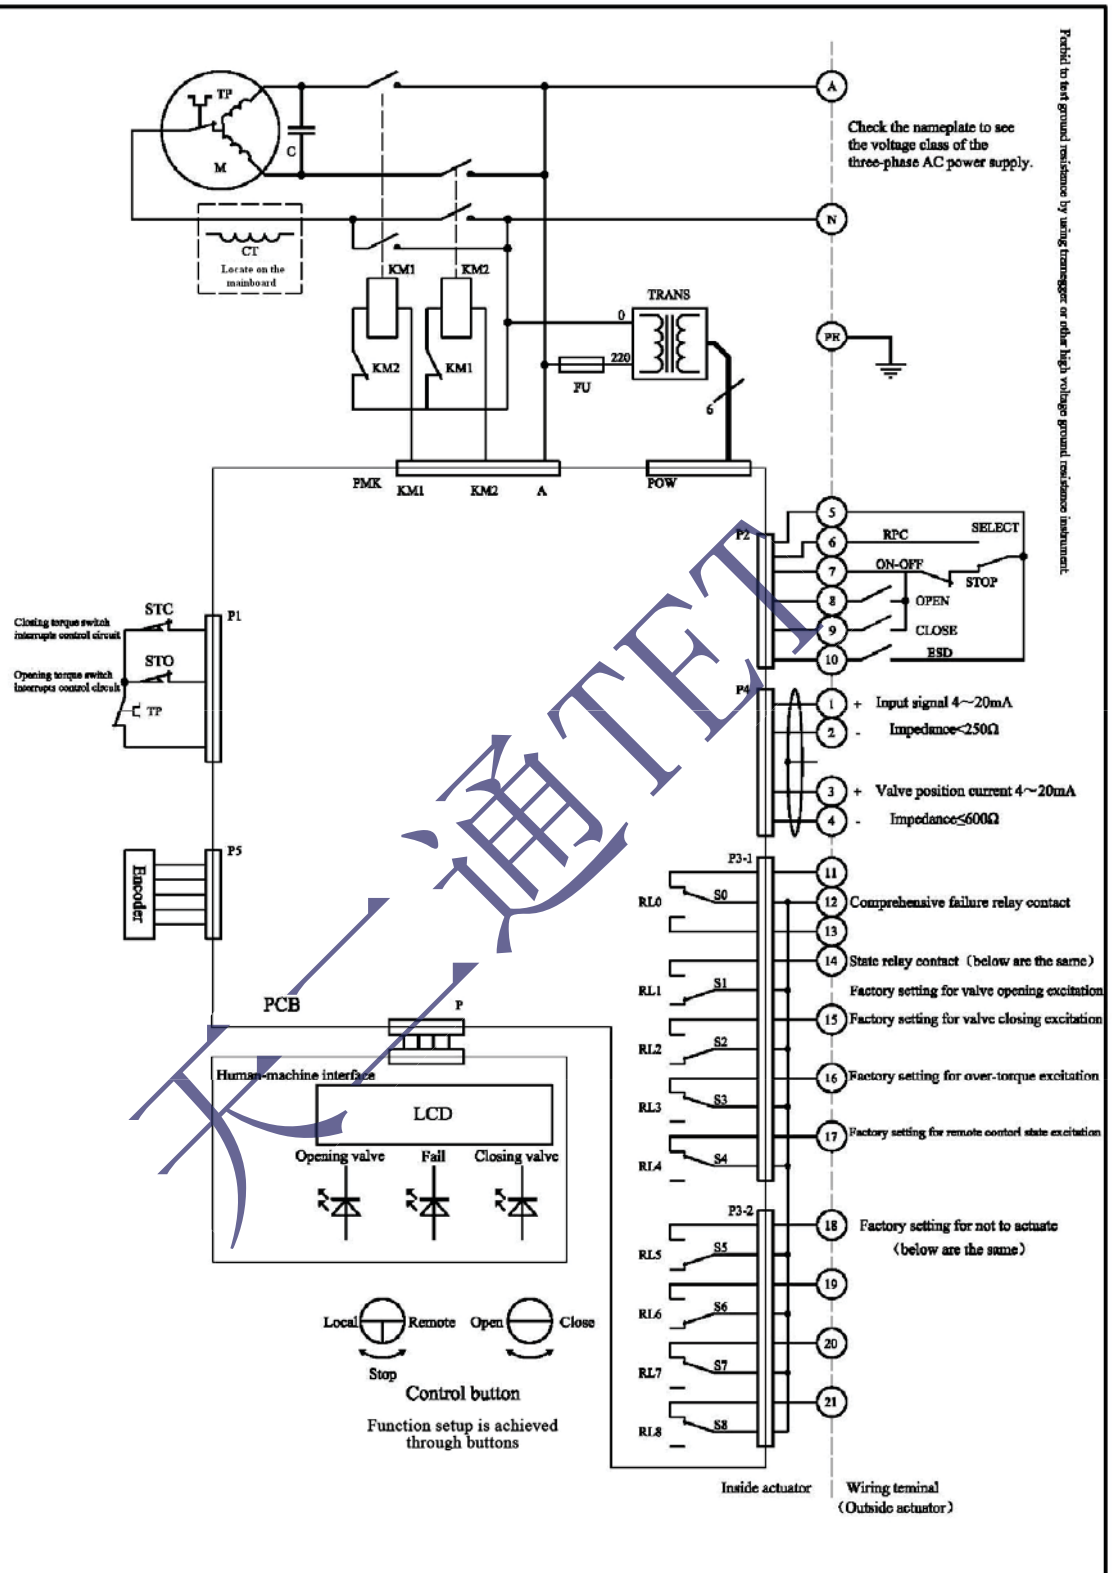 Forbid to test ground resistance by using tramegger or other high voltage ground resistance instrument
TP
M
C
A
Check the nameplate to see
the voltage class of the
three-phase AC power supply.
N
CT
Locate on the
mainboard
KM1
KM2
KM2
KM1
TRANS
0
220
FU
6
PE
PMK
KM1
KM2
A
POW
P2
5
6
7
8
9
10
RPC
SELECT
ON-OFF
STOP
OPEN
CLOSE
ESD
P1
STC
Closing torque switch
interrupts control circuit
STO
Opening torque switch
interrupts control circuit
TP
P4
1 + Input signal 4～20mA
2 - Impedance<250Ω
3 + Valve position current 4～20mA
4 - Impedance≤600Ω
P5
Encoder
P3-1
11
RL0 S0 12 Comprehensive failure relay contact
13
14 State relay contact（below are the same）
RL1 S1 Factory setting for valve opening excitation
15 Factory setting for valve closing excitation
RL2 S2
16 Factory setting for over-torque excitation
RL3 S3
17 Factory setting for remote contorl state excitation
RL4 S4
P3-2
18 Factory setting for not to actuate
（below are the same）
RL5 S5
19
RL6 S6
20
RL7 S7
21
RL8 S8
PCB
P
Human-machine interface
LCD
Opening valve Fail Closing valve
Local Remote Open Close
Stop
Control button
Function setup is achieved
through buttons
Inside actuator
Wiring teminal
（Outside actuator）
天一通TET